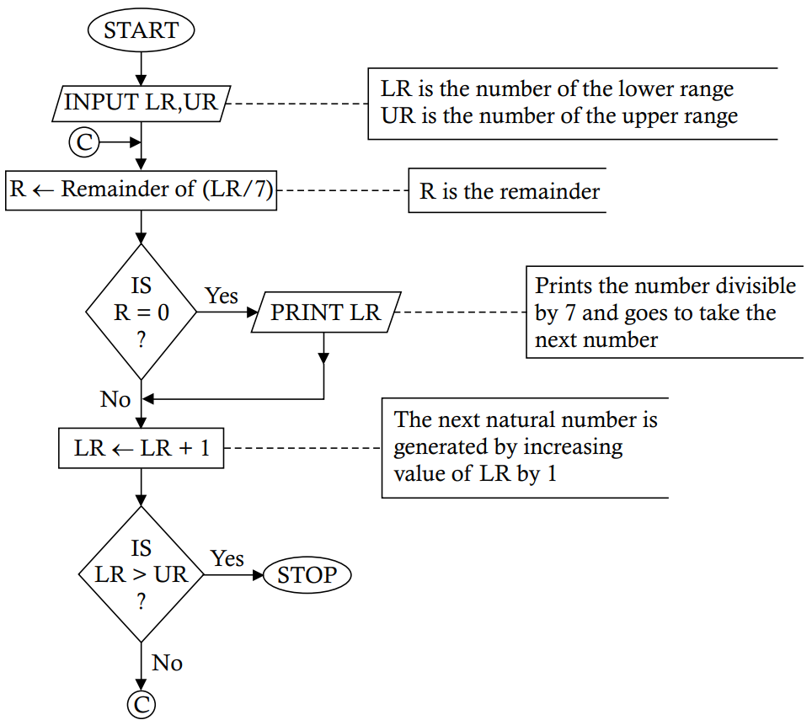 START
INPUT LR,UR
LR is the number of the lower range
UR is the number of the upper range
C
R ← Remainder of (LR/7)
R is the remainder
IS
R = 0
?
Yes
PRINT LR
Prints the number divisible
by 7 and goes to take the
next number
No
LR ← LR + 1
The next natural number is
generated by increasing
value of LR by 1
IS
LR > UR
?
Yes
STOP
No
C